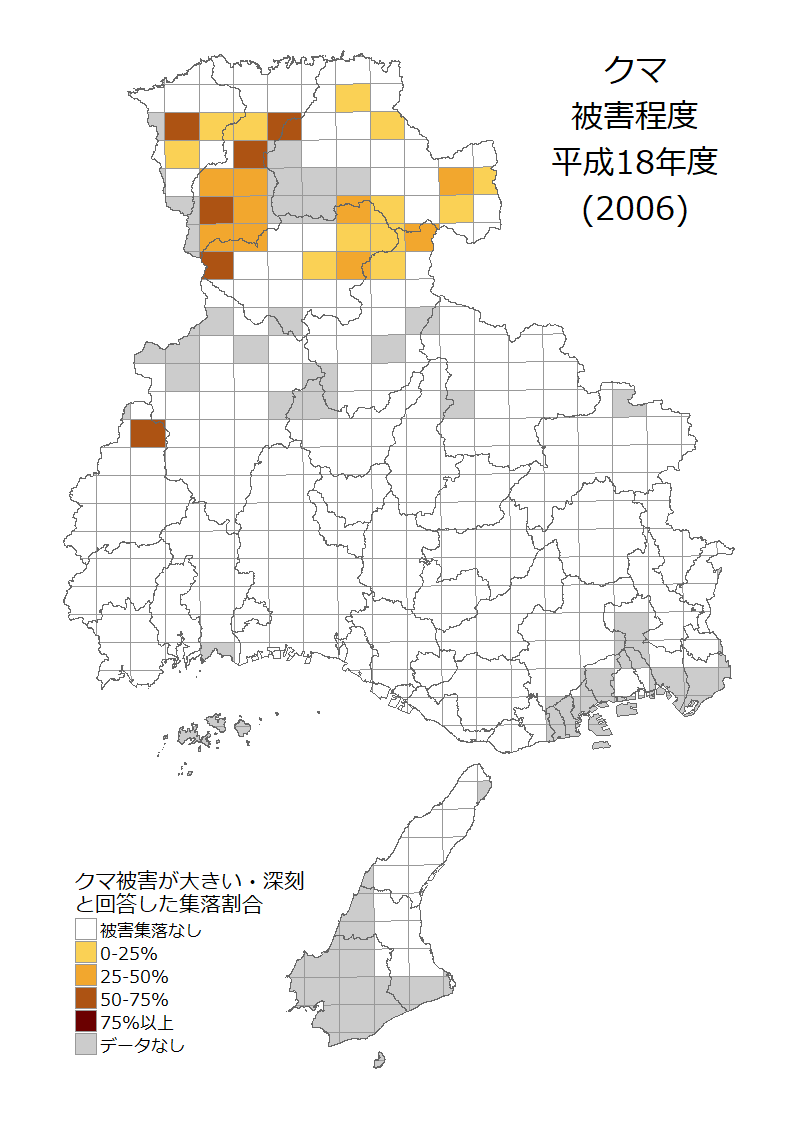 クマ
被害程度
平成18年度
(2006)
クマ被害が大きい・深刻
と回答した集落割合
被害集落なし
0-25%
25-50%
50-75%
75%以上
データなし